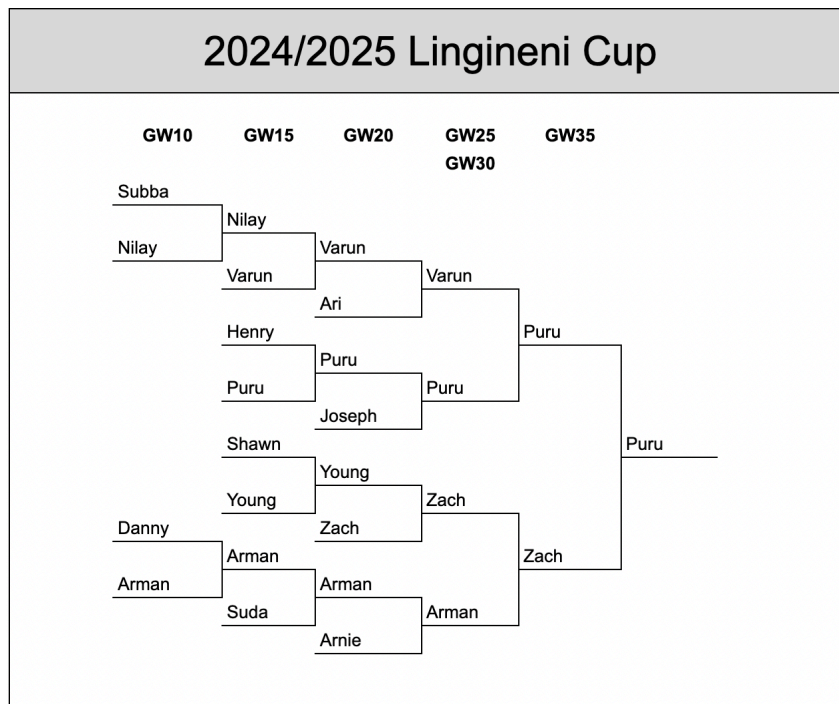 2024/2025 Lingineni Cup
GW10 GW15 GW20 GW25 GW35
GW30
Subba
Nilay
Nilay
Varun
Varun
Varun
Ari
Henry
Puru
Puru
Puru
Puru
Joseph
Shawn
Puru
Young
Young
Zach
Danny
Zach
Arman
Zach
Arman
Arman
Suda
Arman
Arnie